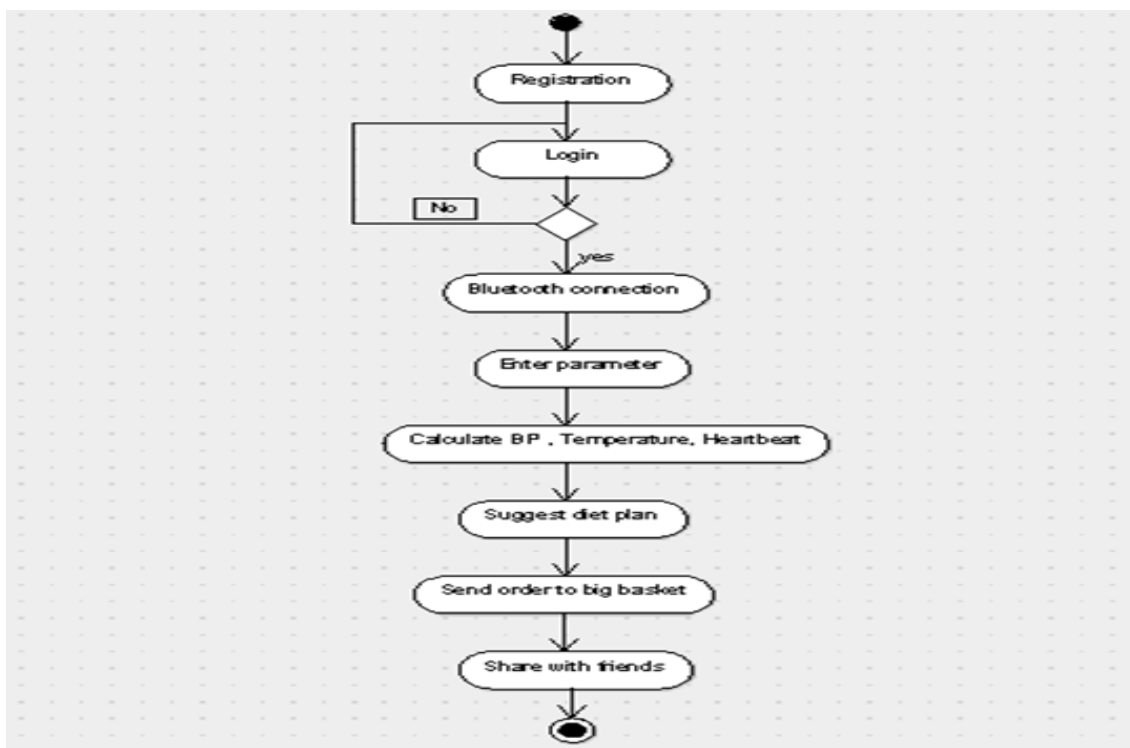 Registration
Login
No
yes
Bluetooth connection
Enter parameter
Calculate BP , Temperature, Heartbeat
Suggest diet plan
Send order to big basket
Share with friends